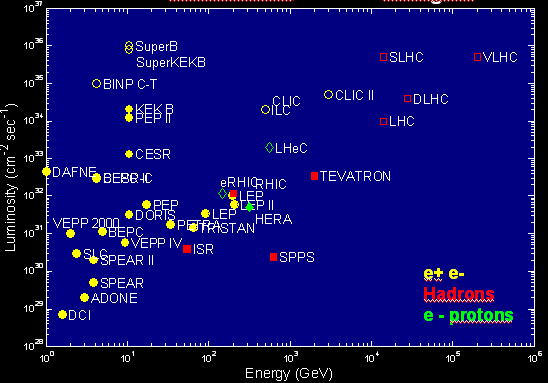 10^37
10^36
10^35
10^34
10^33
10^32
10^31
10^30
10^29
10^28
Luminosity (cm^-2 sec^-1)
SuperB
SuperKEKB
SLHC
VLHC
BINP C-T
CLIC II
DLHC
CLIC
ILC
KEK B
PEP II
LHC
LHeC
CESR
DAFNE
TEVATRON
eRHIC
RHIC
LEP
PEP
LEP II
DORIS
LEP
HERA
VEPP 2000
BEPC
PETRA
TRISTAN
VEPP IV
ISR
SLC
SPEAR II
SPPS
SPEAR
ADONE
DCI
e+ e-
Hadrons
e - protons
10^0 10^1 10^2 10^3 10^4 10^5 10^6
Energy (GeV)